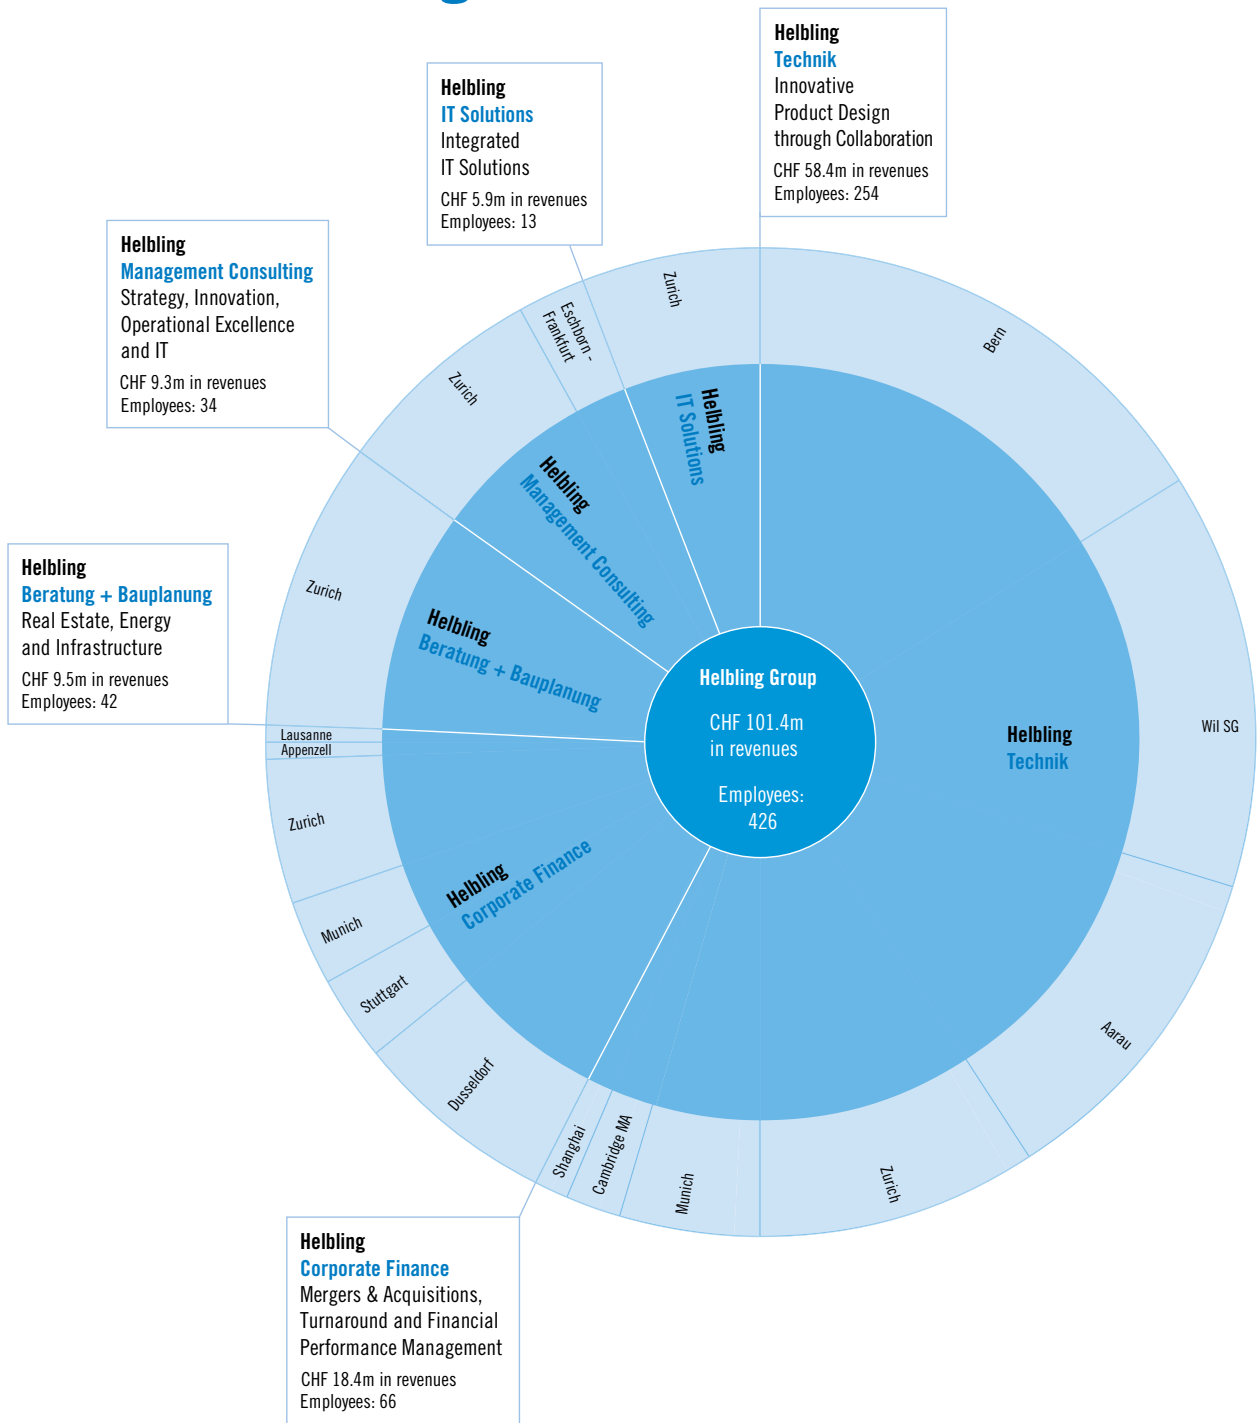 Helbling
Technik
Innovative
Product Design
through Collaboration
CHF 58.4m in revenues
Employees: 254
Helbling
IT Solutions
Integrated
IT Solutions
CHF 5.9m in revenues
Employees: 13
Helbling
Management Consulting
Strategy, Innovation,
Operational Excellence
and IT
CHF 9.3m in revenues
Employees: 34
Helbling
Beratung + Bauplanung
Real Estate, Energy
and Infrastructure
CHF 9.5m in revenues
Employees: 42
Zurich
Eschborn -
Frankfurt
Zurich
Zurich
Lausanne
Appenzell
Zurich
Munich
Stuttgart
Dusseldorf
Shanghai
Cambridge MA
Munich
Zurich
Aarau
Wil SG
Bern
Helbling
IT Solutions
Helbling
Management Consulting
Helbling
Beratung + Bauplanung
Helbling
Corporate Finance
Helbling
Technik
Helbling Group
CHF 101.4m
in revenues
Employees:
426
Helbling
Corporate Finance
Mergers & Acquisitions,
Turnaround and Financial
Performance Management
CHF 18.4m in revenues
Employees: 66